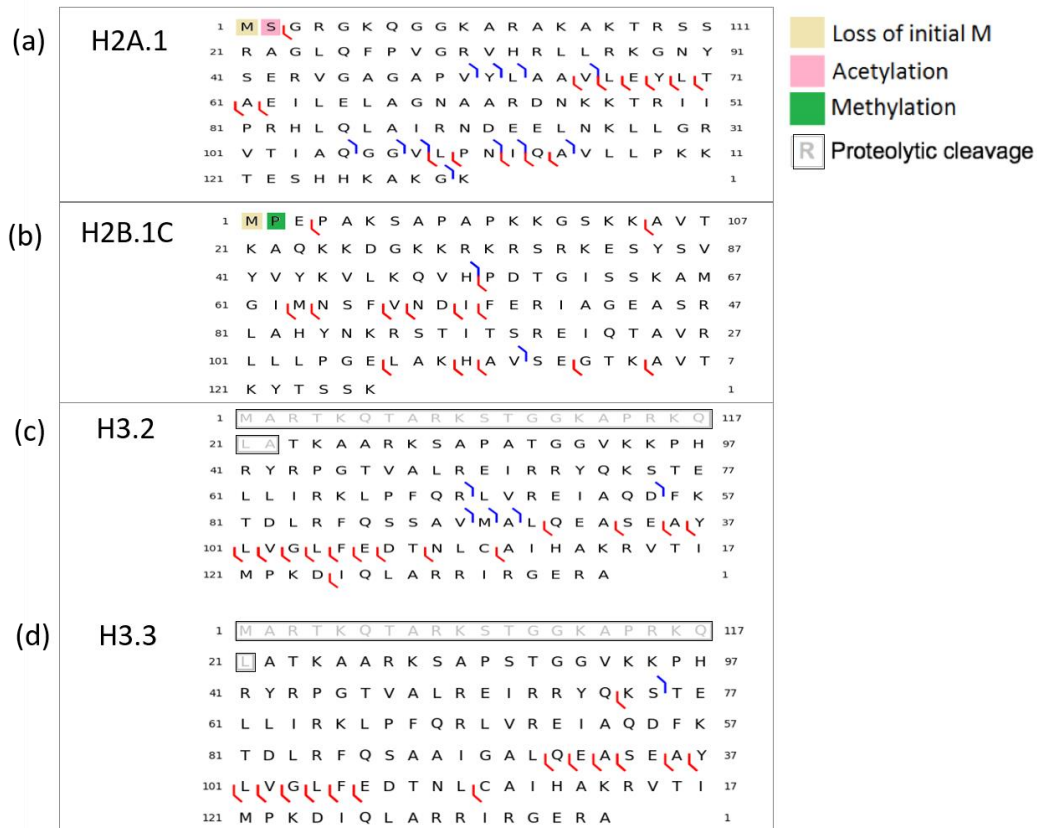 (a) H2A.1
1 M S G R G K Q G G K A R A K A K T R S S 111
21 R A G L Q F P V G R V H R L L R K G N Y 91
41 S E R V G A G A P V Y L A A V L E Y L T 71
61 A E I L E L A G N A A R D N K K T R I I 51
81 P R H L Q L A I R N D E E L N K L L G R 31
101 V T I A Q G G V L P N I Q A V L L P K K 11
121 T E S H H K A K G K 1
Loss of initial M
Acetylation
Methylation
R Proteolytic cleavage
(b) H2B.1C
1 M P E P A K S A P A P K K G S K K A V T 107
21 K A Q K K D G K K R K R S R K E S Y S V 87
41 Y V Y K V L K Q V H P D T G I S S K A M 67
61 G I M N S F V N D I F E R I A G E A S R 47
81 L A H Y N K R S T I T S R E I Q T A V R 27
101 L L L P G E L A K H A V S E G T K A V T 7
121 K Y T S S K 1
(c) H3.2
1 M A R T K Q T A R K S T G G K A P R K Q 117
21 L A T K A A R K S A P A T G G V K K P H 97
41 R Y R P G T V A L R E I R R Y Q K S T E 77
61 L L I R K L P F Q R L V R E I A Q D F K 57
81 T D L R F Q S S A V M A L Q E A S E A Y 37
101 L V G L F E D T N L C A I H A K R V T I 17
121 M P K D I Q L A R R I R G E R A 1
(d) H3.3
1 M A R T K Q T A R K S T G G K A P R K Q 117
21 L A T K A A R K S A P S T G G V K K P H 97
41 R Y R P G T V A L R E I R R Y Q K S T E 77
61 L L I R K L P F Q R L V R E I A Q D F K 57
81 T D L R F Q S A A I G A L Q E A S E A Y 37
101 L V G L F E D T N L C A I H A K R V T I 17
121 M P K D I Q L A R R I R G E R A 1